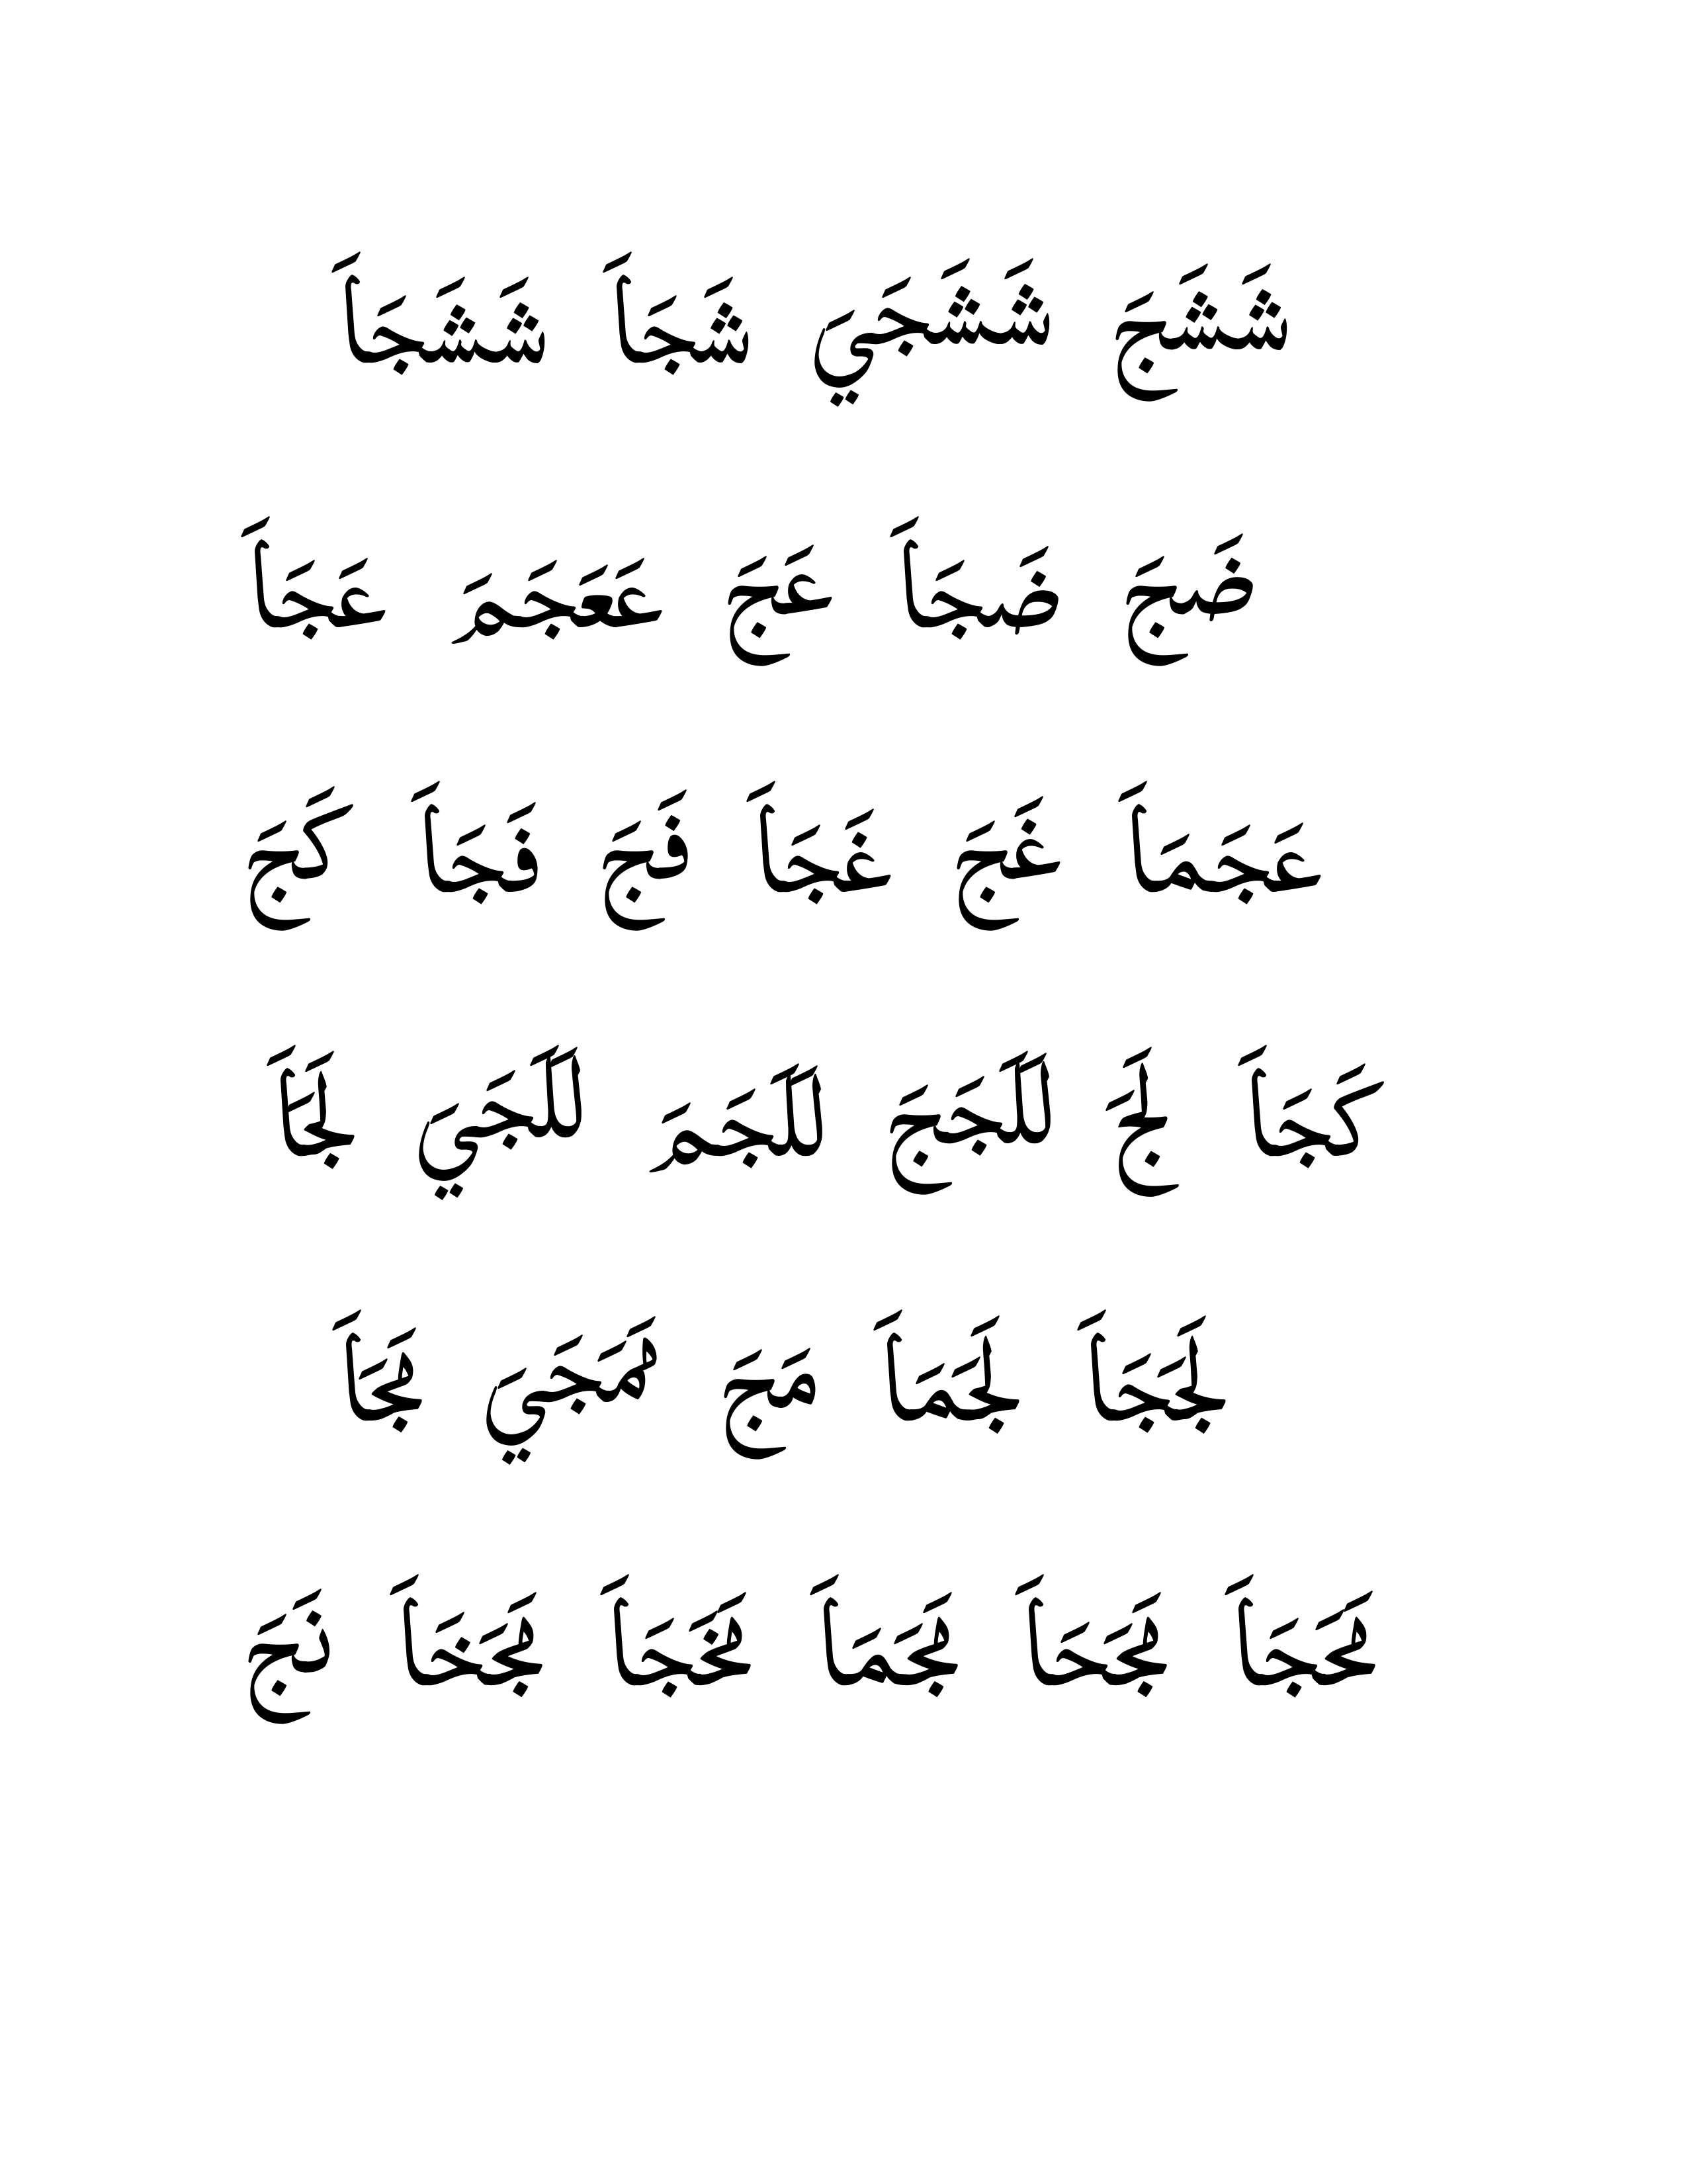 شَشَجَ شَشَجَيَ شَجَاَ شَشَجَاَ
ضَجَ ضَجَاَ عَجَ عَعَجَمَ عَجَاَ
عَجَمَاَ غَجَ غَجَاَ فَجَ فَجَاَ كَجَ
كَجَاَ لَجَ لَلَجَجَ لَلَجَمَ لَلَجَيَ لَجَاَ
لَجَجَاَ لَجَمَاَ مَجَ مَمَجَيَ مَجَاَ
مَحَجَاَ مَجَحَاَ مَجَمَاَ مَخَجَاَ مَجَخَاَ نَجَ